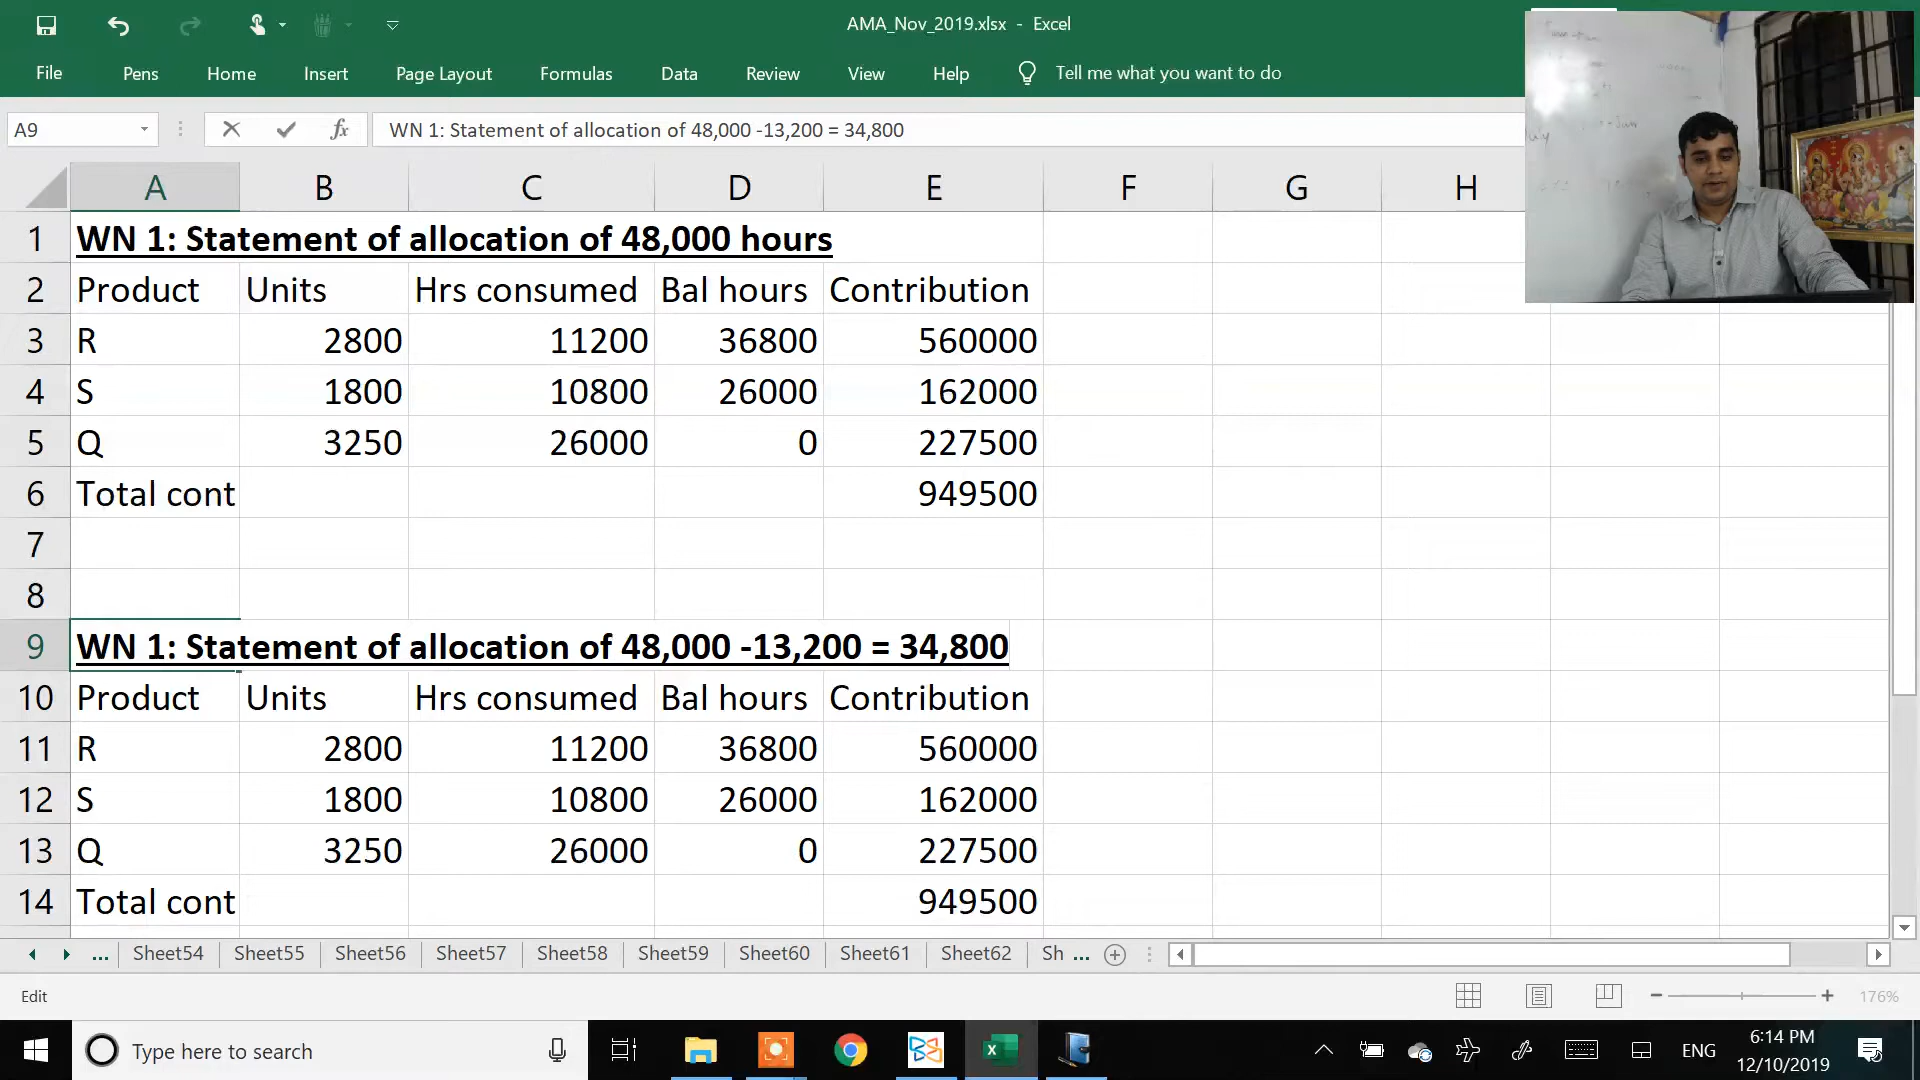 AMA_Nov_2019.xlsx - Excel
File Pens Home Insert Page Layout Formulas Data Review View Help Tell me what you want to do
A9 fx WN 1: Statement of allocation of 48,000 -13,200 = 34,800
A B C D E F G H
1 WN 1: Statement of allocation of 48,000 hours
2 Product Units Hrs consumed Bal hours Contribution
3 R 2800 11200 36800 560000
4 S 1800 10800 26000 162000
5 Q 3250 26000 0 227500
6 Total cont 949500
7
8
9 WN 1: Statement of allocation of 48,000 -13,200 = 34,800
10 Product Units Hrs consumed Bal hours Contribution
11 R 2800 11200 36800 560000
12 S 1800 10800 26000 162000
13 Q 3250 26000 0 227500
14 Total cont 949500
... Sheet54 Sheet55 Sheet56 Sheet57 Sheet58 Sheet59 Sheet60 Sheet61 Sheet62 Sh ...
Edit 176%
Type here to search ENG 6:14 PM
12/10/2019